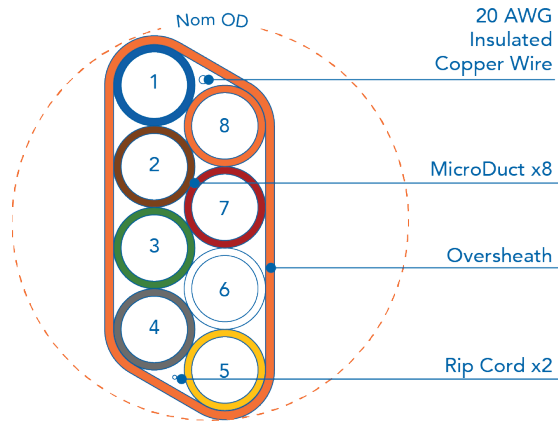 Nom OD
20 AWG
Insulated
Copper Wire
1
8
2
MicroDuct x8
7
3
Oversheath
6
4
5
Rip Cord x2